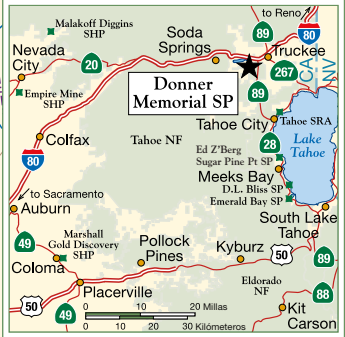 to Reno
89
80
Malakoff Diggins
SHP
Soda
Springs
Truckee
Nevada
City
20
267
CA
NV
Donner
Memorial SP
89
Empire Mine
SHP
Tahoe City
Tahoe SRA
Colfax
Tahoe NF
28
Lake
Tahoe
80
Ed Z'Berg
Sugar Pine Pt SP
Meeks Bay
D.L. Bliss SP
Emerald Bay SP
to Sacramento
Auburn
South Lake
Tahoe
49
Marshall
Gold Discovery
SHP
Pollock
Pines
Kyburz
50
89
Coloma
Placerville
Eldorado
NF
88
50
49
0 10 20 Millas
0 10 20 30 Kilómeteros
Kit
Carson